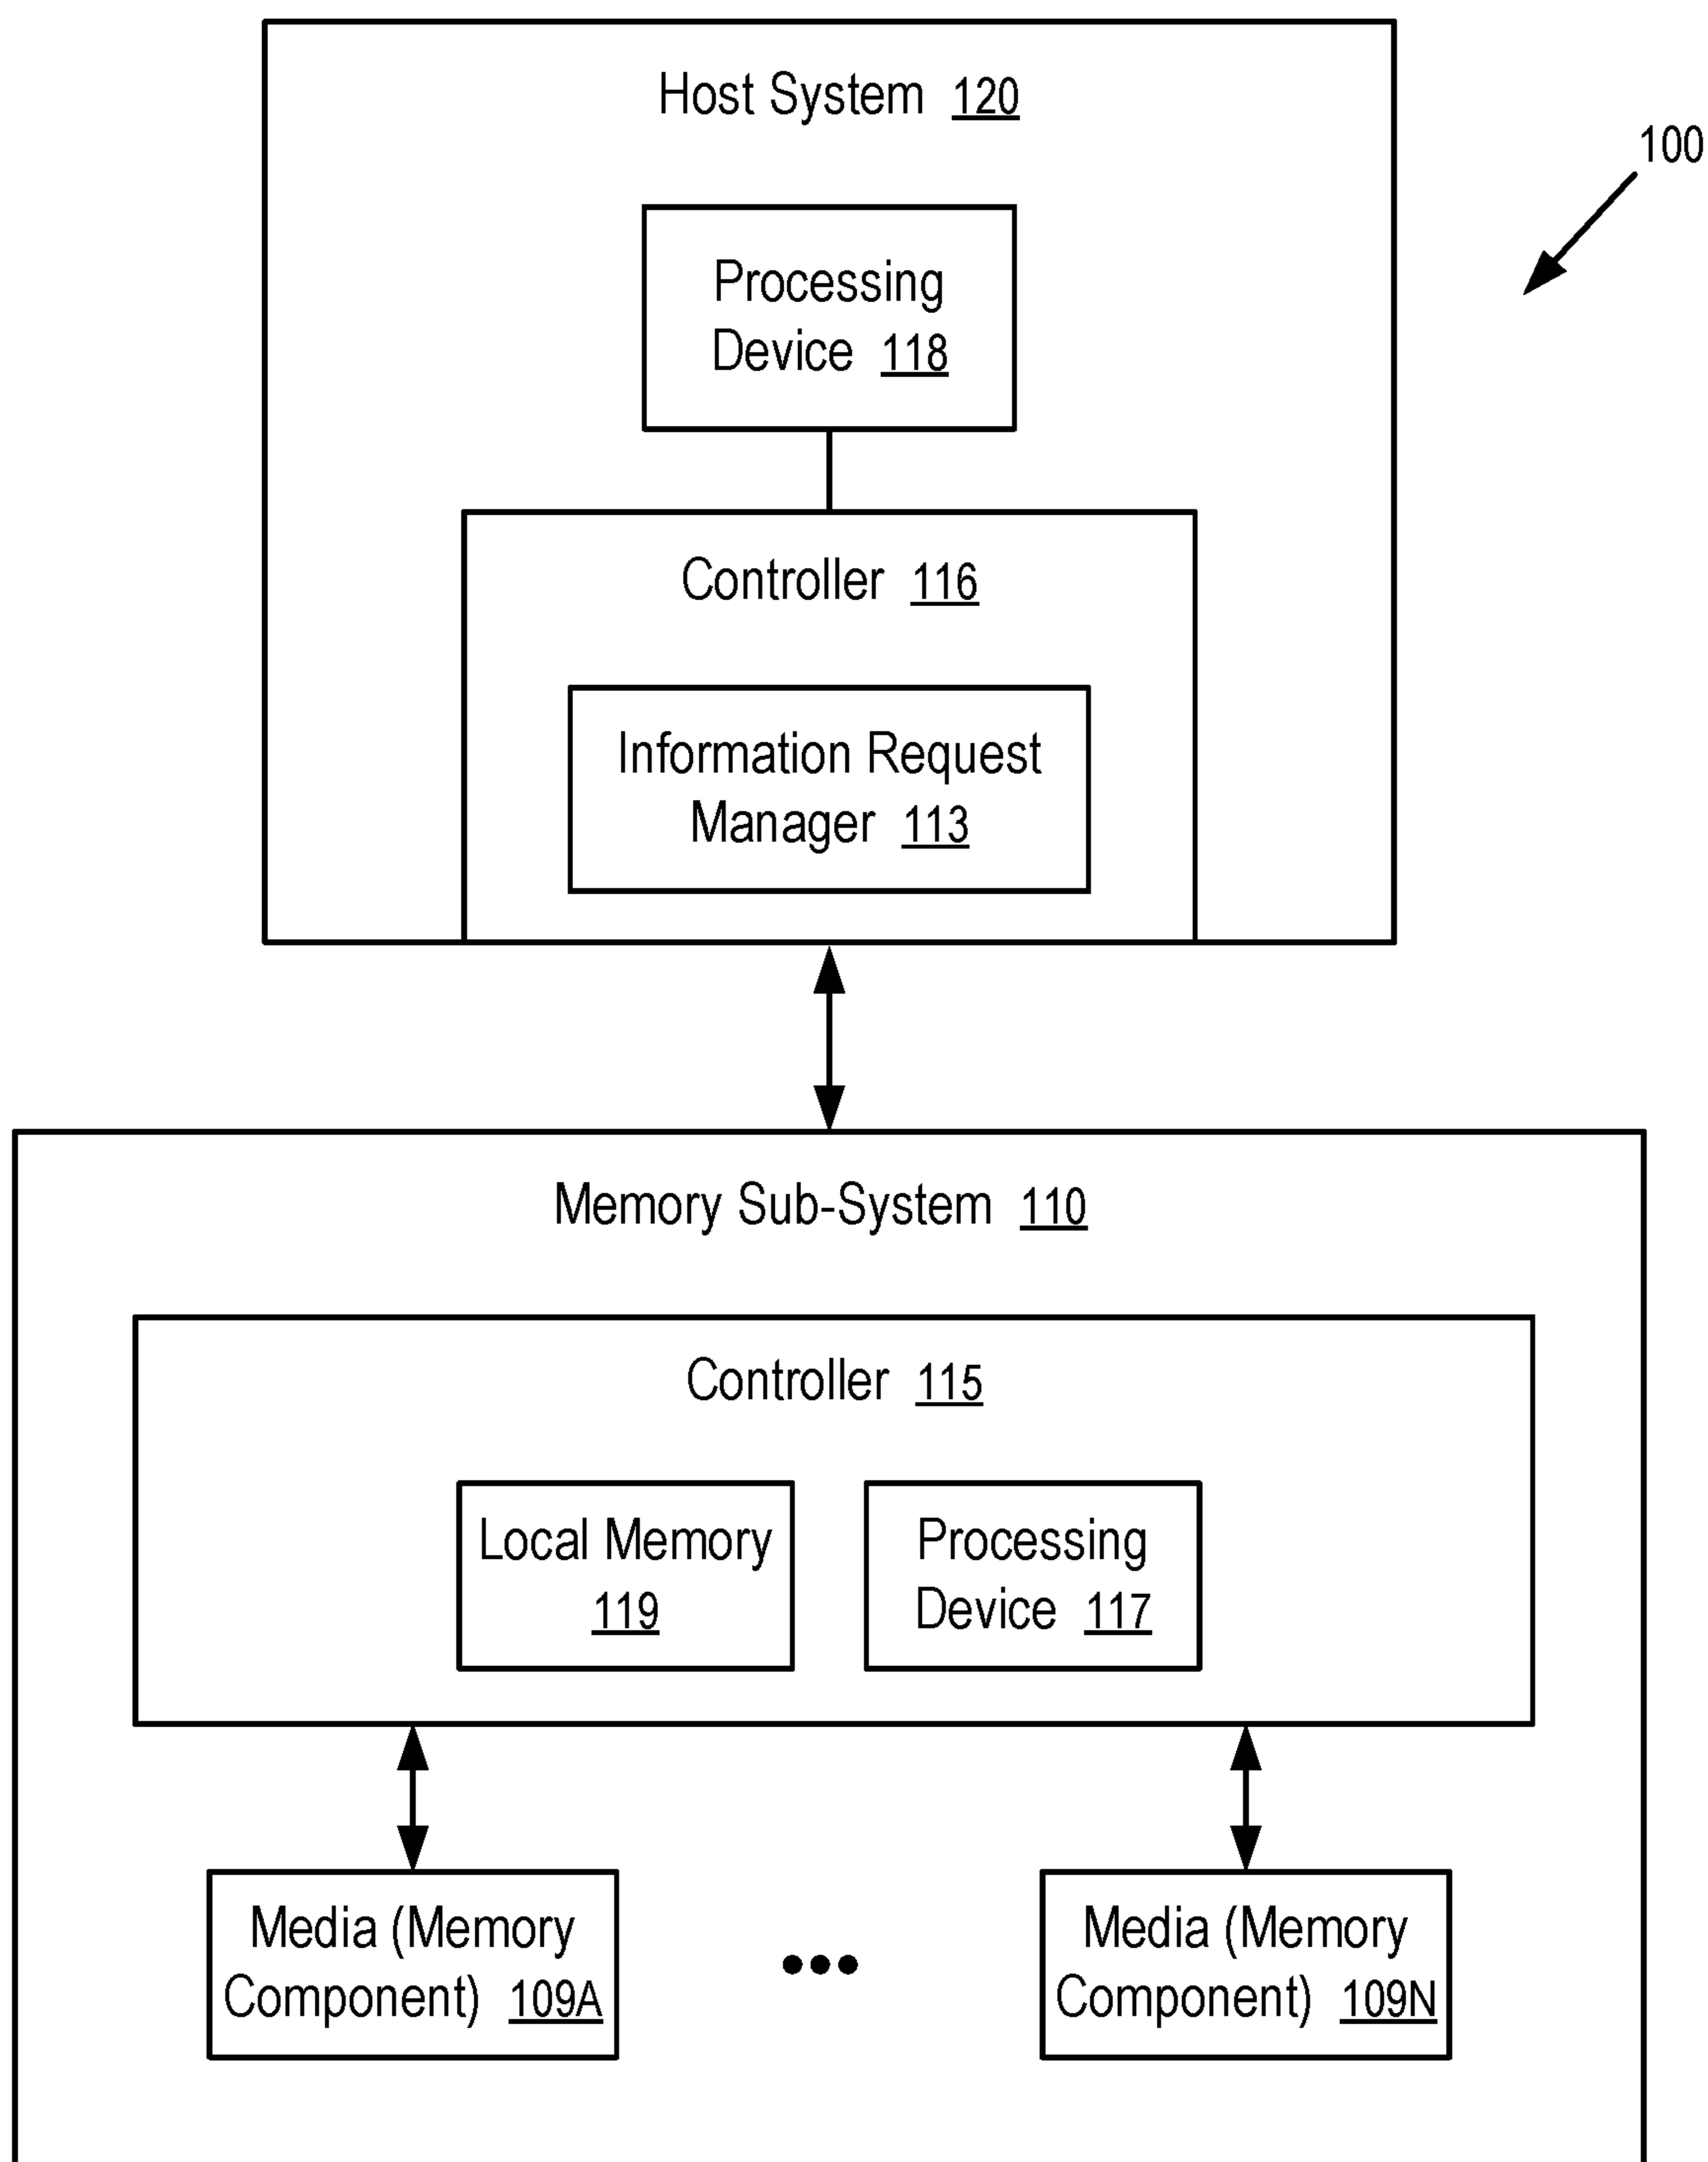 Host System 120
100
Processing
Device 118
Controller 116
Information Request
Manager 113
Memory Sub-System 110
Controller 115
Local Memory
119
Processing
Device 117
Media (Memory
Component) 109A
Media (Memory
Component) 109N